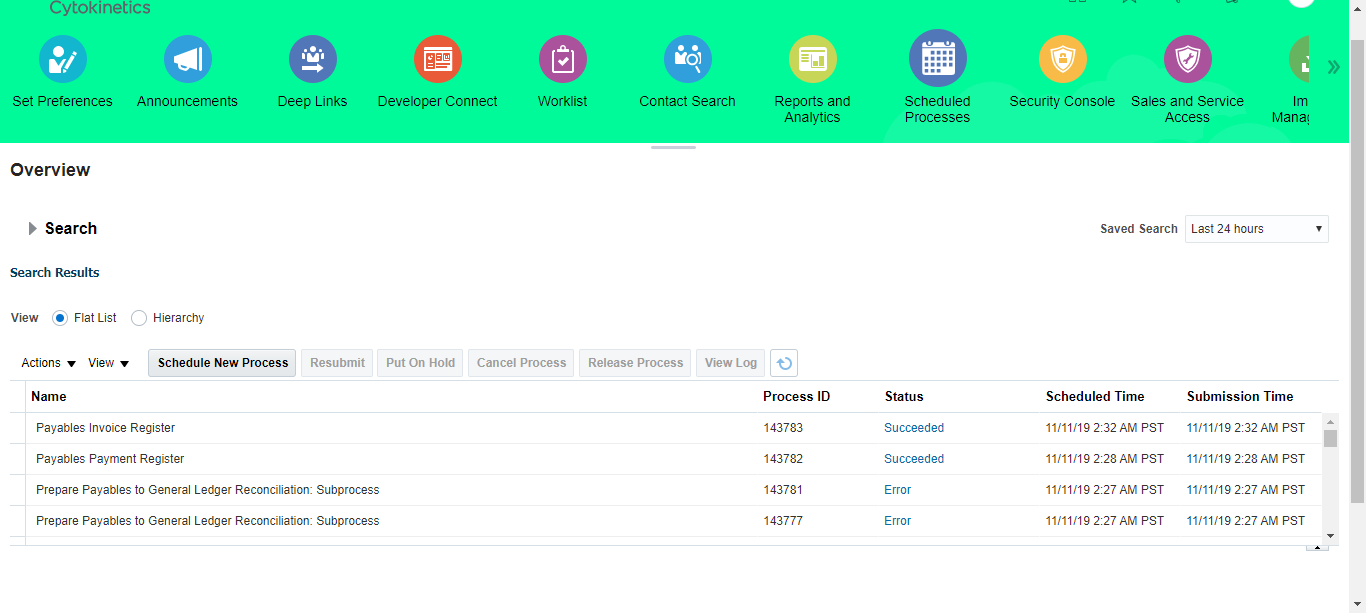 Cytokinetics
Set Preferences Announcements Deep Links Developer Connect Worklist Contact Search Reports and Scheduled Security Console Sales and Service Im
Analytics Processes Access Manag
Overview
Search Saved Search Last 24 hours
Search Results
View Flat List Hierarchy
Actions View Schedule New Process Resubmit Put On Hold Cancel Process Release Process View Log
Name Process ID Status Scheduled Time Submission Time
Payables Invoice Register 143783 Succeeded 11/11/19 2:32 AM PST 11/11/19 2:32 AM PST
Payables Payment Register 143782 Succeeded 11/11/19 2:28 AM PST 11/11/19 2:28 AM PST
Prepare Payables to General Ledger Reconciliation: Subprocess 143781 Error 11/11/19 2:27 AM PST 11/11/19 2:27 AM PST
Prepare Payables to General Ledger Reconciliation: Subprocess 143777 Error 11/11/19 2:27 AM PST 11/11/19 2:27 AM PST